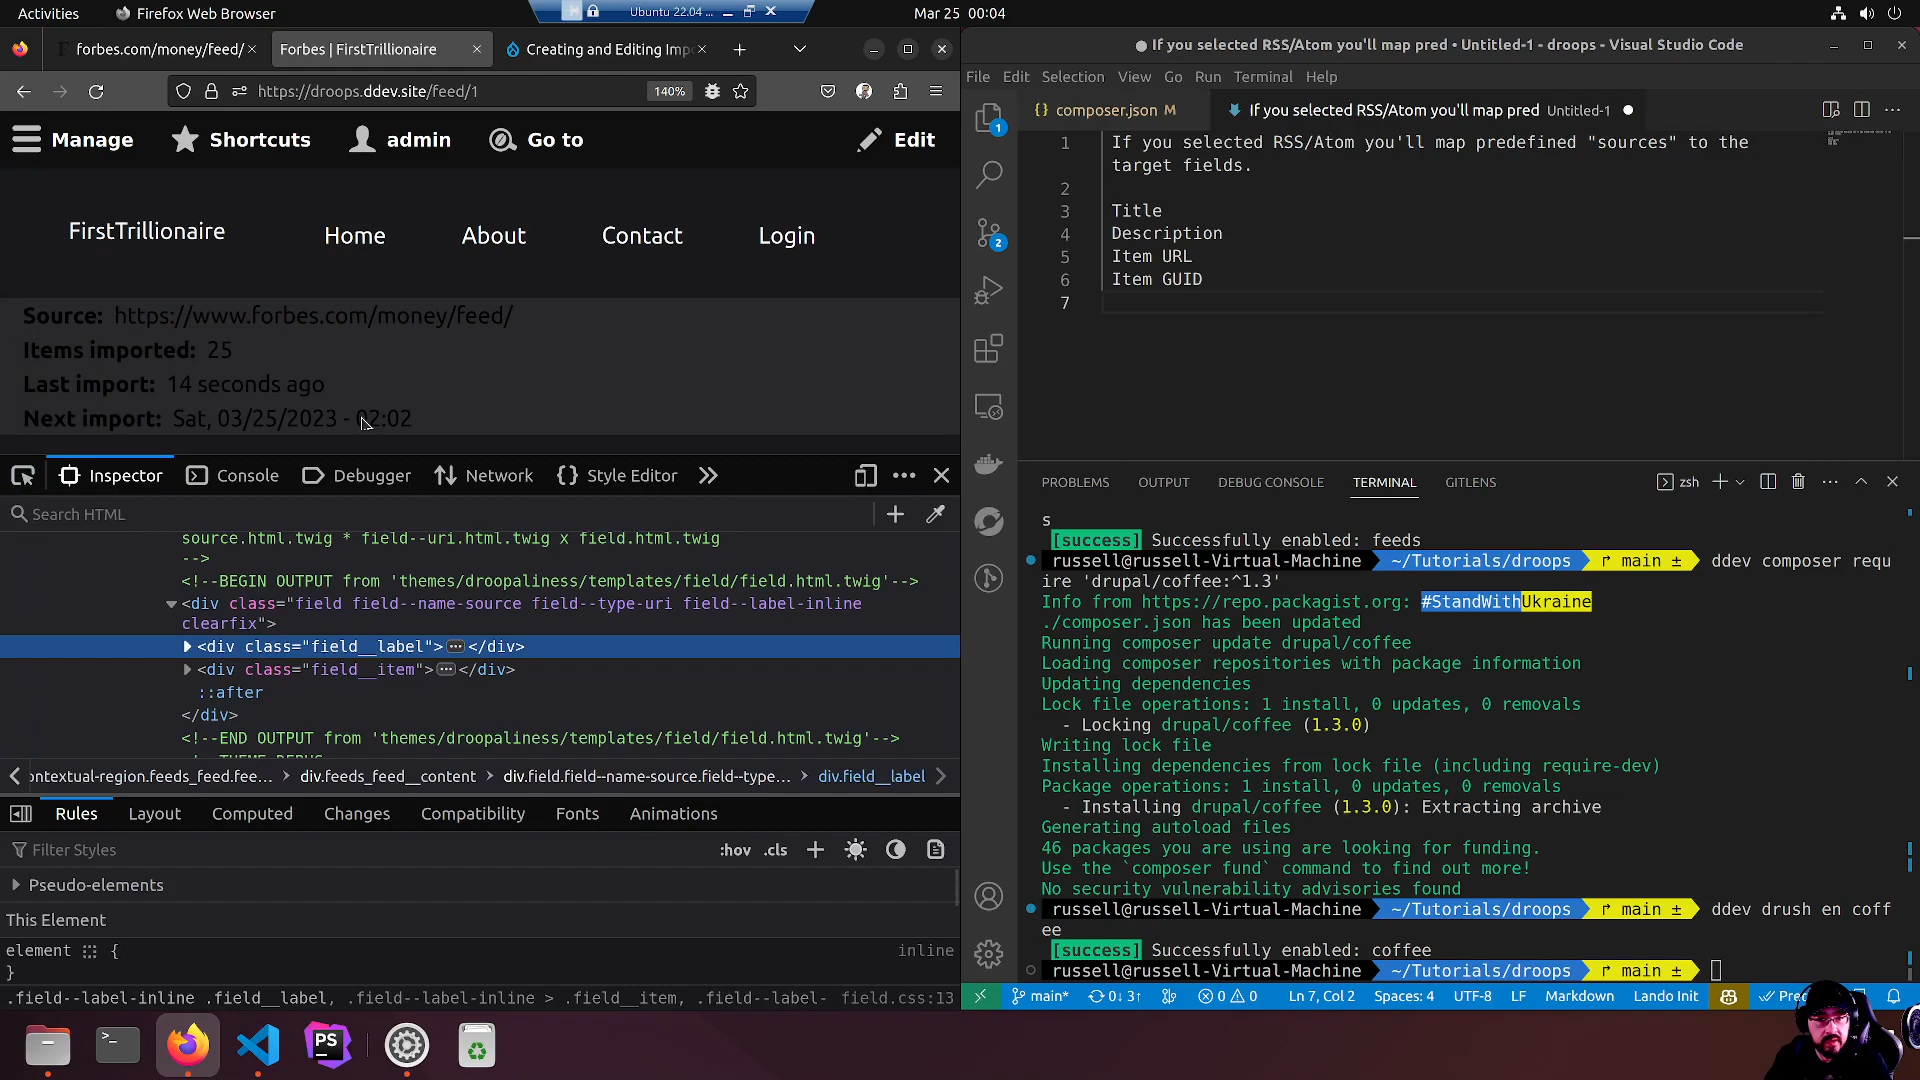 Activities
Firefox Web Browser
Ubuntu 22.04 ...
Mar 25  00:04
forbes.com/money/feed/
Forbes | FirstTrillionaire
Creating and Editing Imp
https://droops.ddev.site/feed/1
140%
Manage
Shortcuts
admin
Go to
Edit
FirstTrillionaire
Home
About
Contact
Login
Source: https://www.forbes.com/money/feed/
Items imported: 25
Last import: 14 seconds ago
Next import: Sat, 03/25/2023 - 02:02
Inspector
Console
Debugger
Network
Style Editor
Search HTML
source.html.twig * field--uri.html.twig x field.html.twig
-->
<!--BEGIN OUTPUT from 'themes/droopaliness/templates/field/field.html.twig'-->
<div class="field field--name-source field--type-uri field--label-inline
clearfix">
<div class="field__label"></div>
<div class="field__item"></div>
::after
</div>
<!--END OUTPUT from 'themes/droopaliness/templates/field/field.html.twig'-->
ontextual-region.feeds_feed.fee...
div.feeds_feed__content
div.field.field--name-source.field--type...
div.field__label
Rules
Layout
Computed
Changes
Compatibility
Fonts
Animations
Filter Styles
:hov
.cls
Pseudo-elements
This Element
element {
inline
}
.field--label-inline .field__label, .field--label-inline > .field__item, .field--label-
field.css:13
If you selected RSS/Atom you'll map pred • Untitled-1 - droops - Visual Studio Code
File Edit Selection View Go Run Terminal Help
{} composer.json M
If you selected RSS/Atom you'll map pred Untitled-1
1 If you selected RSS/Atom you'll map predefined "sources" to the
target fields.
2
3 Title
4 Description
5 Item URL
6 Item GUID
7
1
2
PROBLEMS
OUTPUT
DEBUG CONSOLE
TERMINAL
GITLENS
zsh
s
[success] Successfully enabled: feeds
russell@russell-Virtual-Machine ~/Tutorials/droops main ± ddev composer requ
ire 'drupal/coffee:^1.3'
Info from https://repo.packagist.org: #StandWithUkraine
./composer.json has been updated
Running composer update drupal/coffee
Loading composer repositories with package information
Updating dependencies
Lock file operations: 1 install, 0 updates, 0 removals
- Locking drupal/coffee (1.3.0)
Writing lock file
Installing dependencies from lock file (including require-dev)
Package operations: 1 install, 0 updates, 0 removals
- Installing drupal/coffee (1.3.0): Extracting archive
Generating autoload files
46 packages you are using are looking for funding.
Use the `composer fund` command to find out more!
No security vulnerability advisories found
russell@russell-Virtual-Machine ~/Tutorials/droops main ± ddev drush en coff
ee
[success] Successfully enabled: coffee
russell@russell-Virtual-Machine ~/Tutorials/droops main ±
main*
0↓ 3↑
0
0
Ln 7, Col 2
Spaces: 4
UTF-8
LF
Markdown
Lando Init
PS